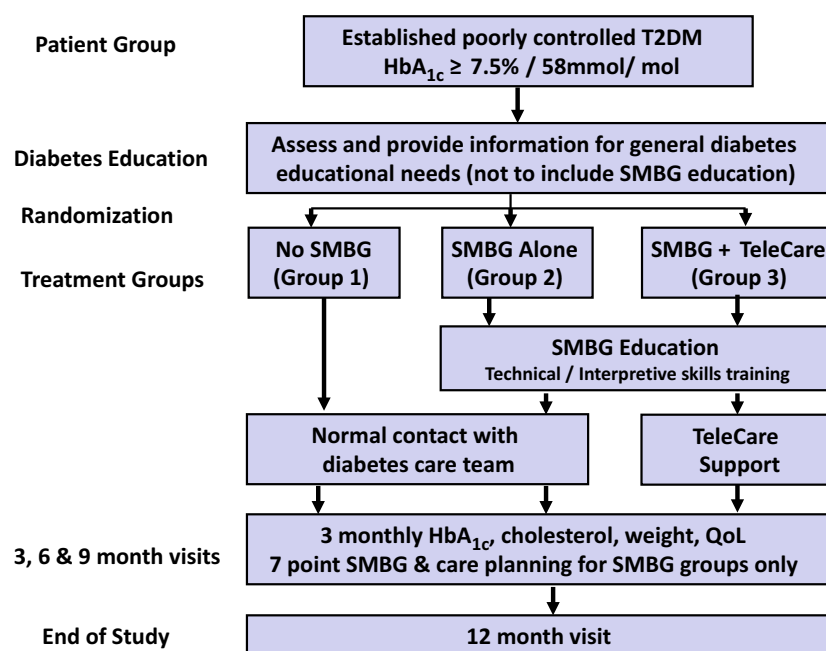 Patient Group
Established poorly controlled T2DM
HbA1c ≥ 7.5% / 58mmol/ mol
Diabetes Education
Assess and provide information for general diabetes
educational needs (not to include SMBG education)
Randomization
Treatment Groups
No SMBG
(Group 1)
SMBG Alone
(Group 2)
SMBG + TeleCare
(Group 3)
SMBG Education
Technical / Interpretive skills training
Normal contact with
diabetes care team
TeleCare
Support
3, 6 & 9 month visits
3 monthly HbA1c, cholesterol, weight, QoL
7 point SMBG & care planning for SMBG groups only
End of Study
12 month visit